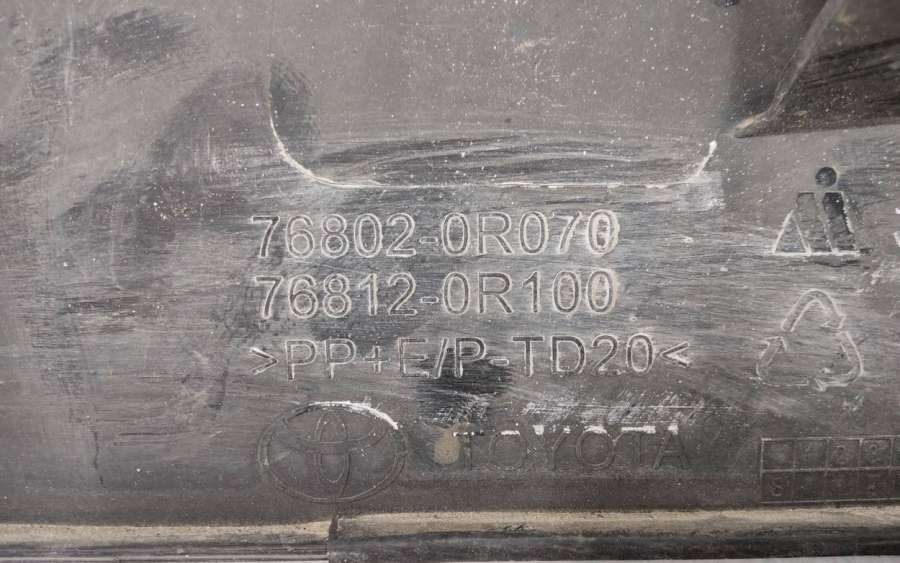 76802-0R070
76812-0R100
>PP+E/P-TD20<
TOYOTA